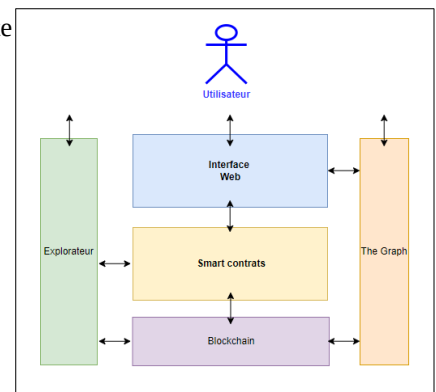 Utilisateur
Interface
Web
Explorateur
Smart contrats
The Graph
Blockchain